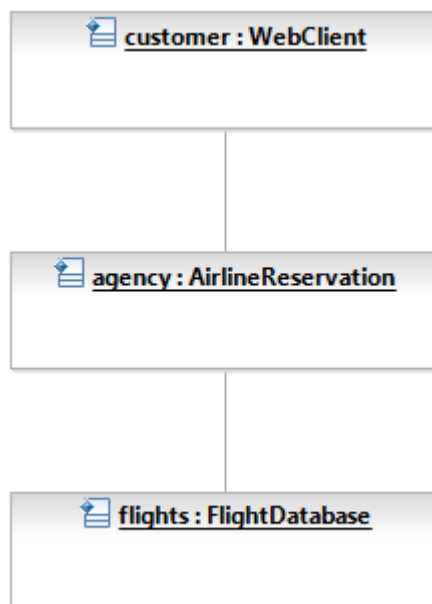 customer : WebClient
agency : AirlineReservation
flights : FlightDatabase